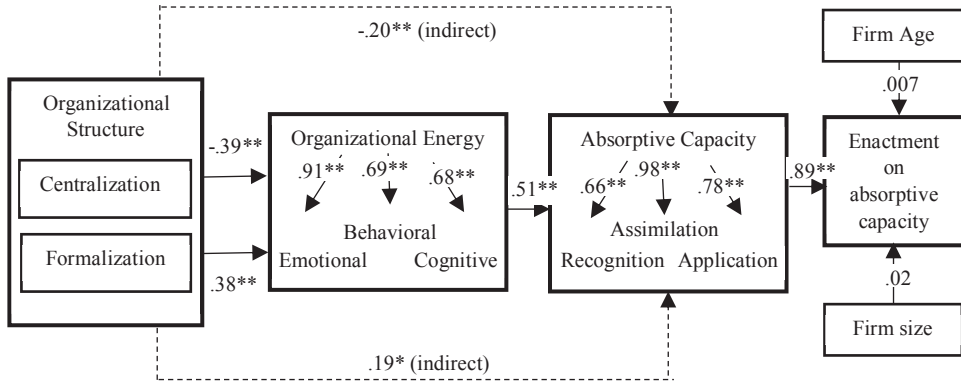 -.20** (indirect)
Firm Age
.007
Organizational
Structure
Centralization
Formalization
-.39**
.38**
Organizational Energy
.91**
.69**
.68**
Behavioral
Emotional
Cognitive
.51**
Absorptive Capacity
.66**
.98**
.78**
Assimilation
Recognition
Application
.89**
Enactment
on
absorptive
capacity
.02
Firm size
.19* (indirect)